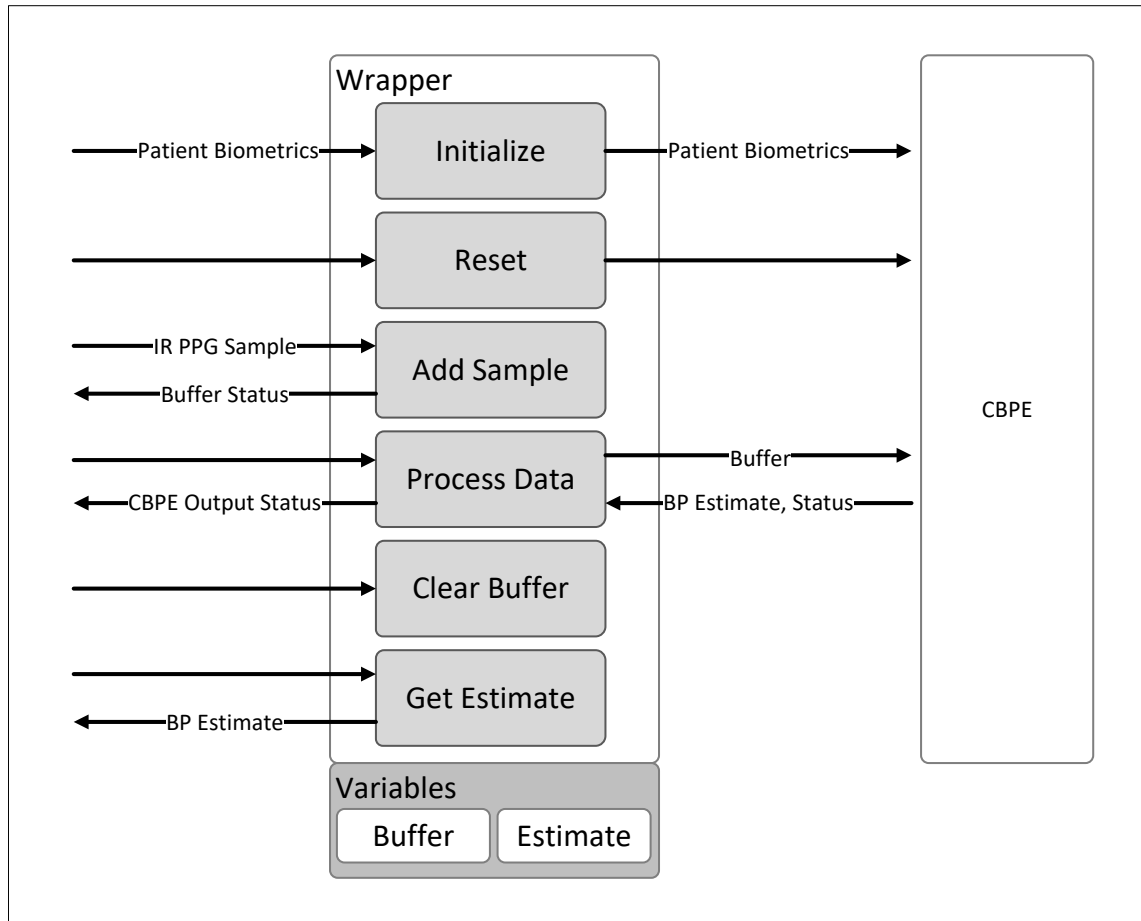 Wrapper
Patient Biometrics
Initialize
Patient Biometrics
Reset
IR PPG Sample
Add Sample
Buffer Status
CBPE
Process Data
Buffer
CBPE Output Status
BP Estimate, Status
Clear Buffer
Get Estimate
BP Estimate
Variables
Buffer
Estimate